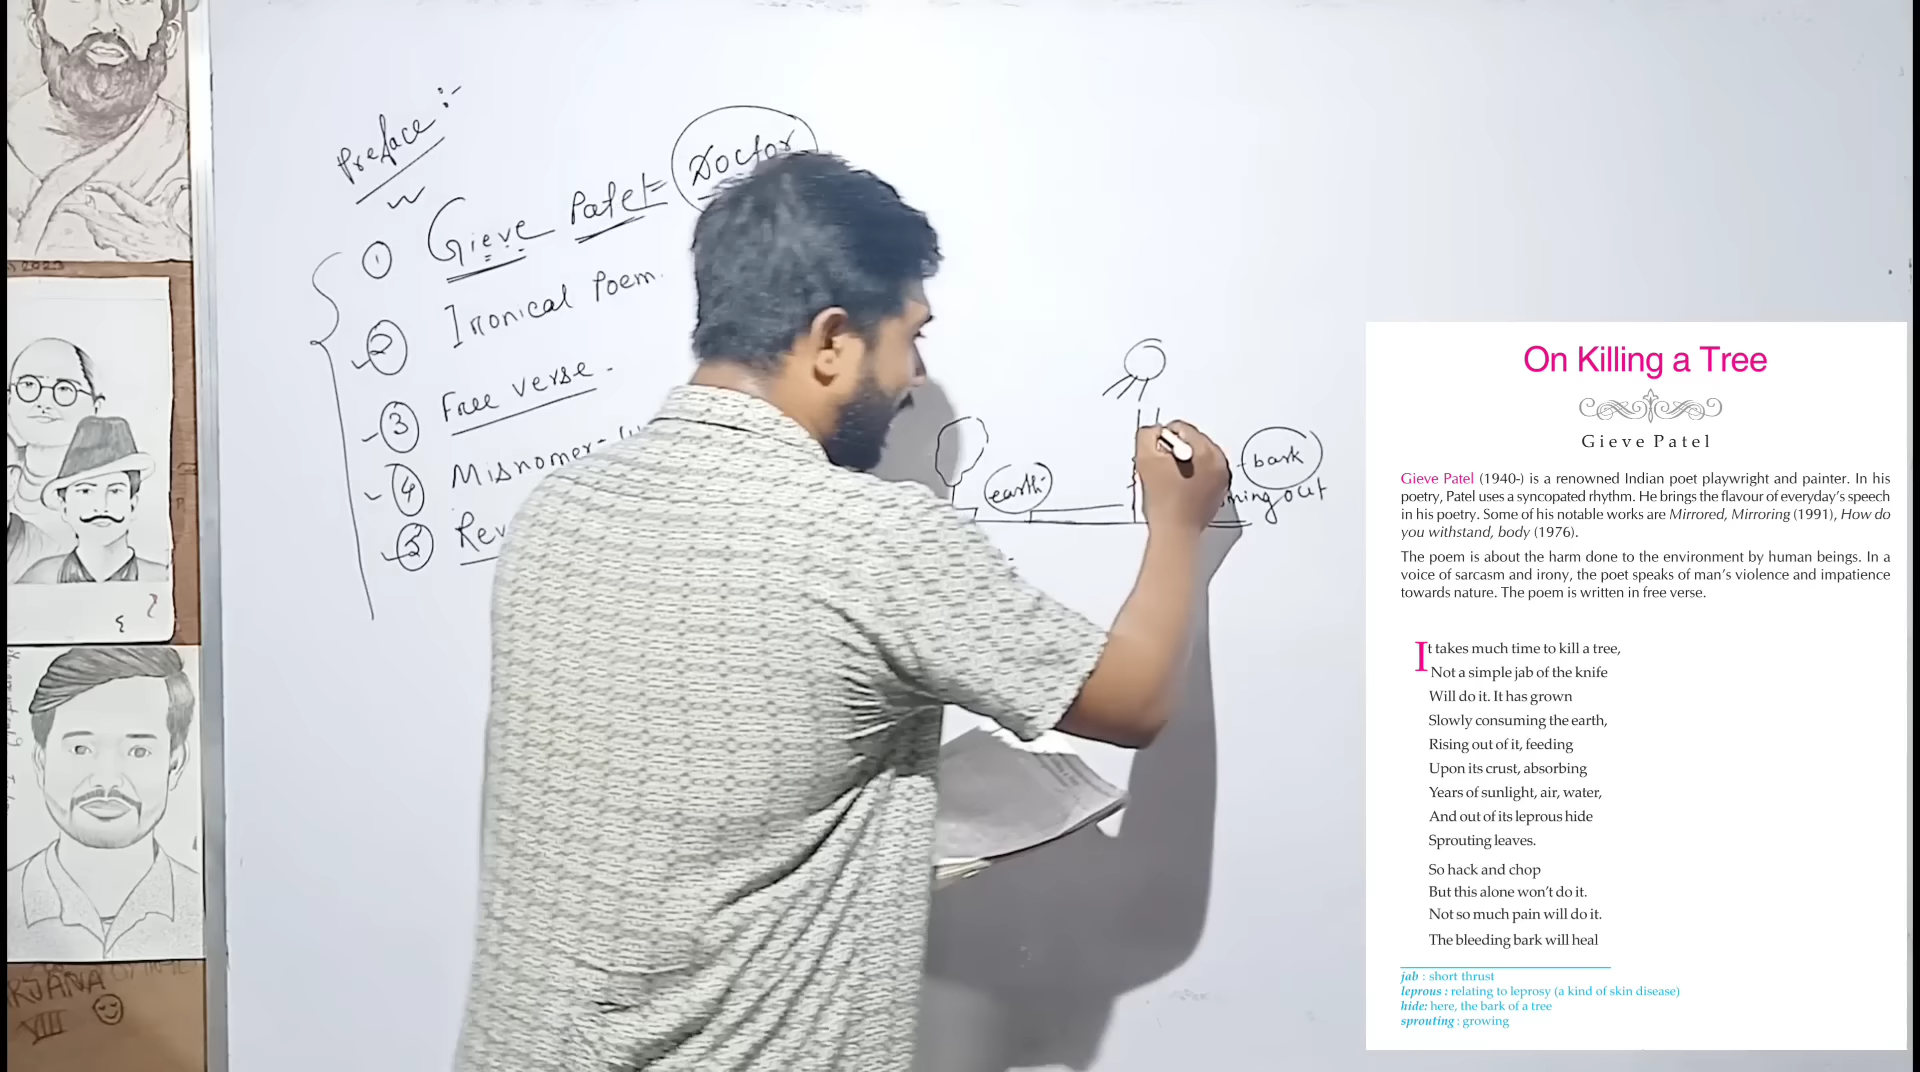 Preface :-
① Gieve Patel = Doctor
② Ironical Poem.
③ Free verse.
④ Misnomer -
⑤ Rev
earth
bark
coming out
2023
RJANA
VIII
On Killing a Tree
Gieve Patel
Gieve Patel (1940-) is a renowned Indian poet playwright and painter. In his
poetry, Patel uses a syncopated rhythm. He brings the flavour of everyday's speech
in his poetry. Some of his notable works are Mirrored, Mirroring (1991), How do
you withstand, body (1976).
The poem is about the harm done to the environment by human beings. In a
voice of sarcasm and irony, the poet speaks of man's violence and impatience
towards nature. The poem is written in free verse.
It takes much time to kill a tree,
Not a simple jab of the knife
Will do it. It has grown
Slowly consuming the earth,
Rising out of it, feeding
Upon its crust, absorbing
Years of sunlight, air, water,
And out of its leprous hide
Sprouting leaves.
So hack and chop
But this alone won't do it.
Not so much pain will do it.
The bleeding bark will heal
jab : short thrust
leprous : relating to leprosy (a kind of skin disease)
hide: here, the bark of a tree
sprouting : growing